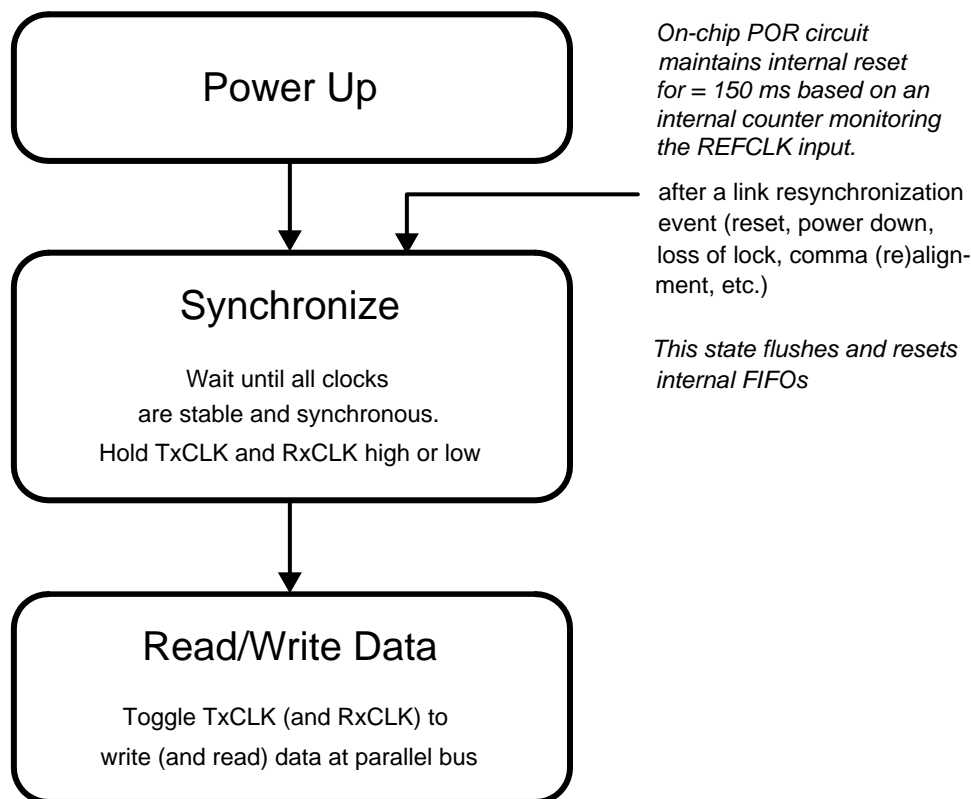 Power Up
On-chip POR circuit
maintains internal reset
for = 150 ms based on an
internal counter monitoring
the REFCLK input.
after a link resynchronization
event (reset, power down,
loss of lock, comma (re)align-
ment, etc.)
Synchronize
Wait until all clocks
are stable and synchronous.
Hold TxCLK and RxCLK high or low
This state flushes and resets
internal FIFOs
Read/Write Data
Toggle TxCLK (and RxCLK) to
write (and read) data at parallel bus